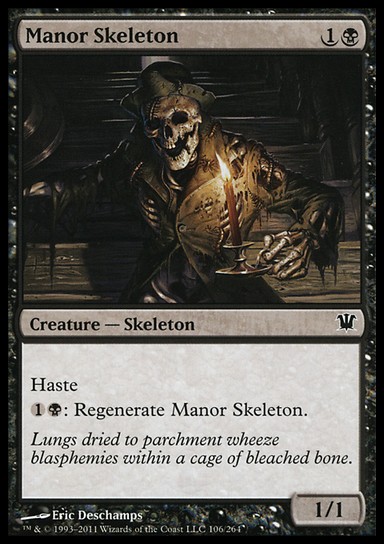 Manor Skeleton 1
Creature — Skeleton
Haste
1 : Regenerate Manor Skeleton.
Lungs dried to parchment wheeze
blasphemies within a cage of bleached bone.
Eric Deschamps
™ & © 1993–2011 Wizards of the Coast LLC 106/264
1/1